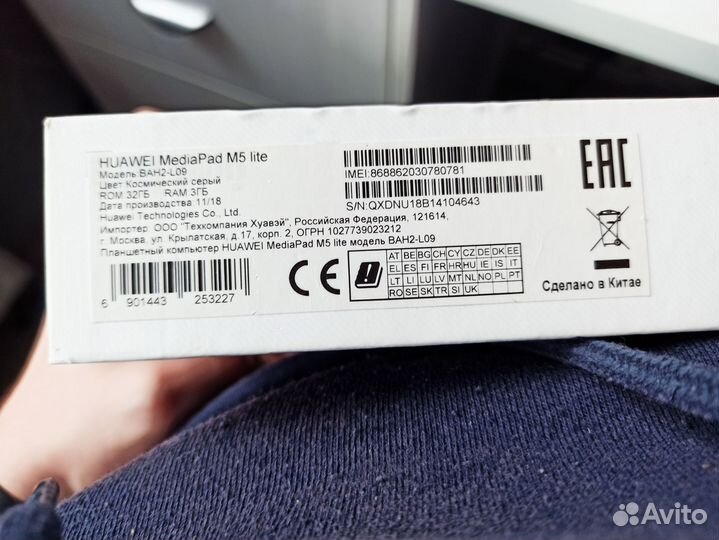 HUAWEI MediaPad M5 lite
Модель BAH2-L09
Цвет Космический серый
ROM 32ГБ RAM 3ГБ
Дата производства 11/18
Huawei Technologies Co., Ltd.
Импортер: ООО "Техкомпания Хуавэй", Российская Федерация, 121614,
г. Москва, ул. Крылатская, д.17, корп. 2, ОГРН 1027739023212
Планшетный компьютер HUAWEI MediaPad M5 lite модель BAH2-L09
IMEI:868862030780781
S/N:QXDNU18B14104643
EAC
6 901443 253227
CE
AT BE BG CH CY CZ DE DK EE
EL ES FI FR HR HU IE IS IT
LT LI LU LV MT NL NO PL PT
RO SE SK TR SI UK
Сделано в Китае
Avito